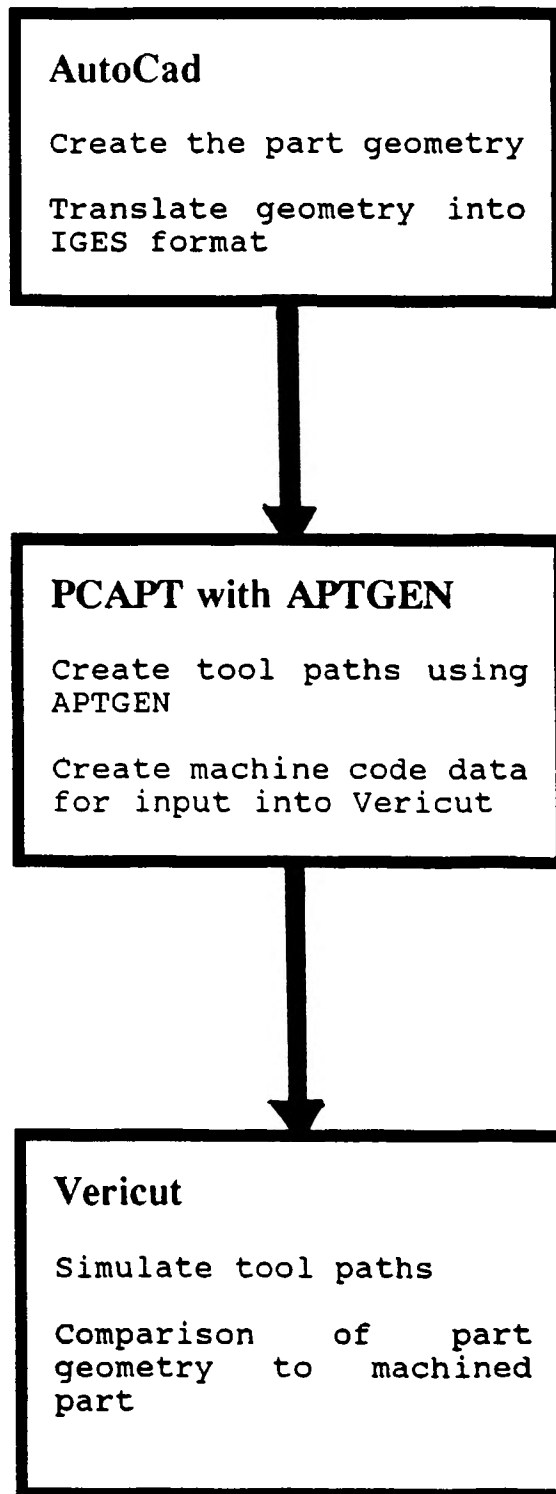 AutoCad
Create the part geometry
Translate geometry into
IGES format
PCAPT with APTGEN
Create tool paths using
APTGEN
Create machine code data
for input into Vericut
Vericut
Simulate tool paths
Comparison of part
geometry to machined
part